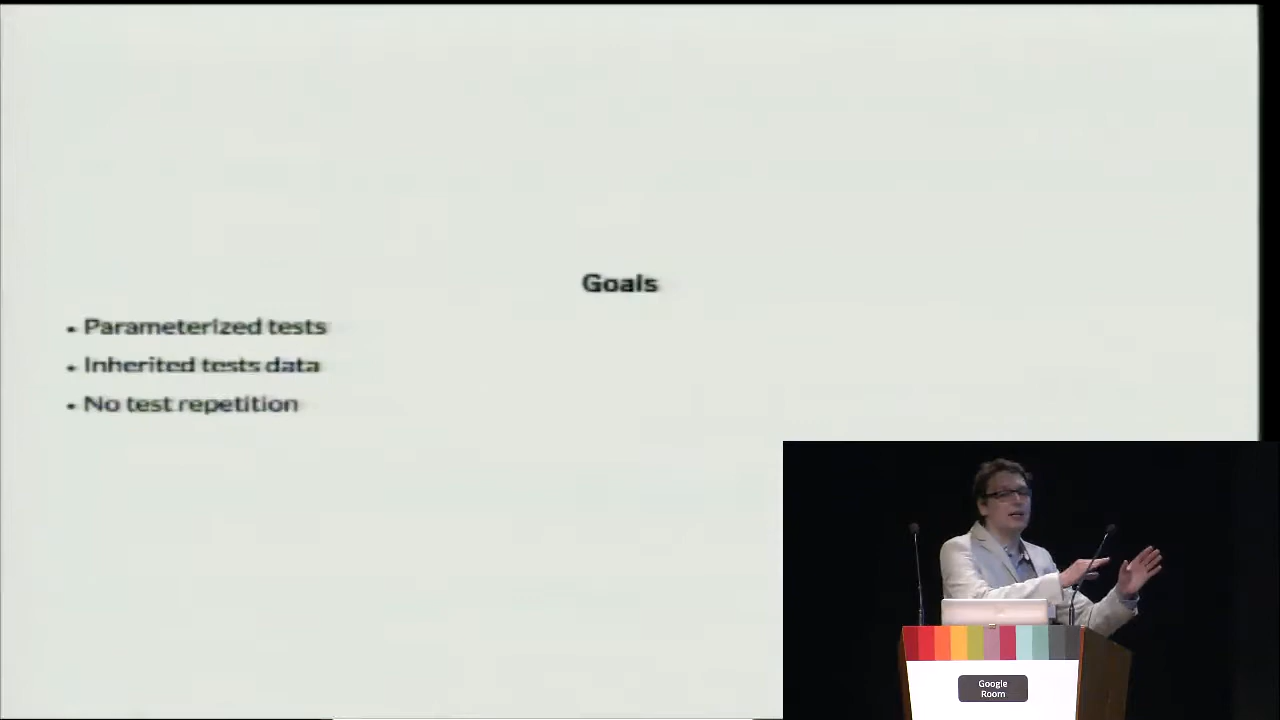 Goals
• Parameterized tests
• Inherited tests data
• No test repetition
Google
Room